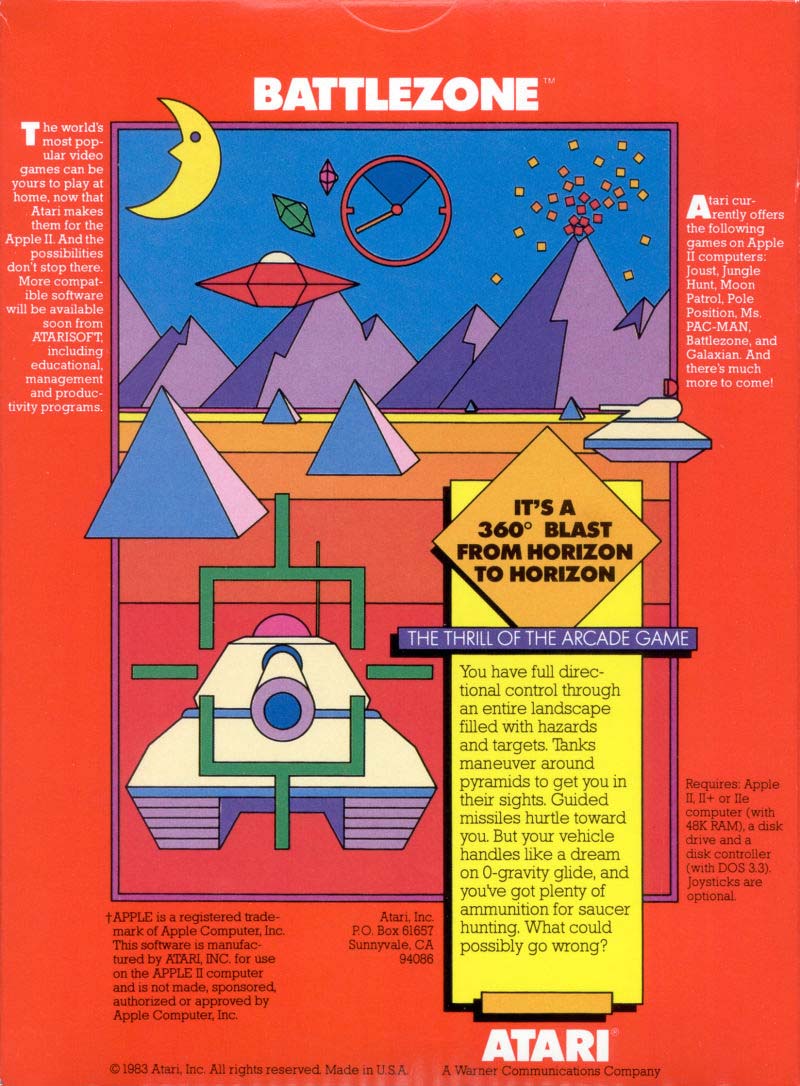 BATTLEZONE™
The world's
most pop-
ular video
games can be
yours to play at
home, now that
Atari makes
them for the
Apple II. And the
possibilities
don't stop there.
More compat-
ible software
will be available
soon from
ATARISOFT,
including
educational,
management
and produc-
tivity programs.
Atari cur-
rently offers
the following
games on Apple
II computers:
Joust, Jungle
Hunt, Moon
Patrol, Pole
Position, Ms.
PAC-MAN,
Battlezone, and
Galaxian. And
there's much
more to come!
IT'S A
360° BLAST
FROM HORIZON
TO HORIZON
THE THRILL OF THE ARCADE GAME
You have full direc-
tional control through
an entire landscape
filled with hazards
and targets. Tanks
maneuver around
pyramids to get you in
their sights. Guided
missiles hurtle toward
you. But your vehicle
handles like a dream
on 0-gravity glide, and
you've got plenty of
ammunition for saucer
hunting. What could
possibly go wrong?
Requires: Apple
II, II+ or IIe
computer (with
48K RAM), a disk
drive and a
disk controller
(with DOS 3.3).
Joysticks are
optional.
†APPLE is a registered trade-
mark of Apple Computer, Inc.
This software is manufac-
tured by ATARI, INC. for use
on the APPLE II computer
and is not made, sponsored,
authorized or approved by
Apple Computer, Inc.
Atari, Inc.
P.O. Box 61657
Sunnyvale, CA
94086
ATARI®
© 1983 Atari, Inc. All rights reserved. Made in U.S.A.
A Warner Communications Company